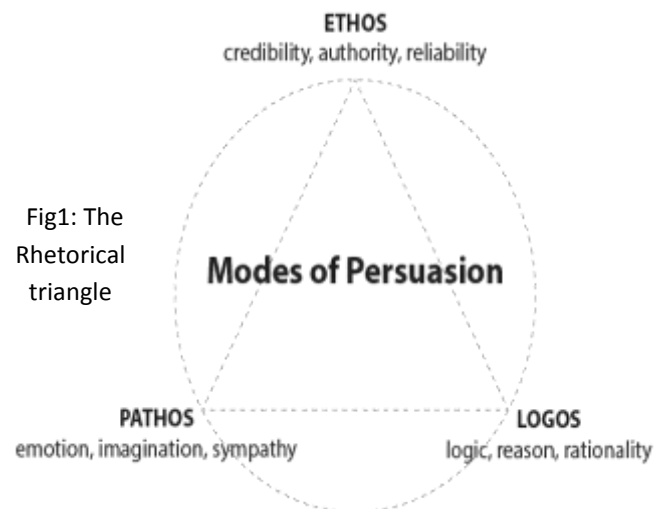 ETHOS
credibility, authority, reliability
Fig1: The
Rhetorical
triangle
Modes of Persuasion
PATHOS
emotion, imagination, sympathy
LOGOS
logic, reason, rationality